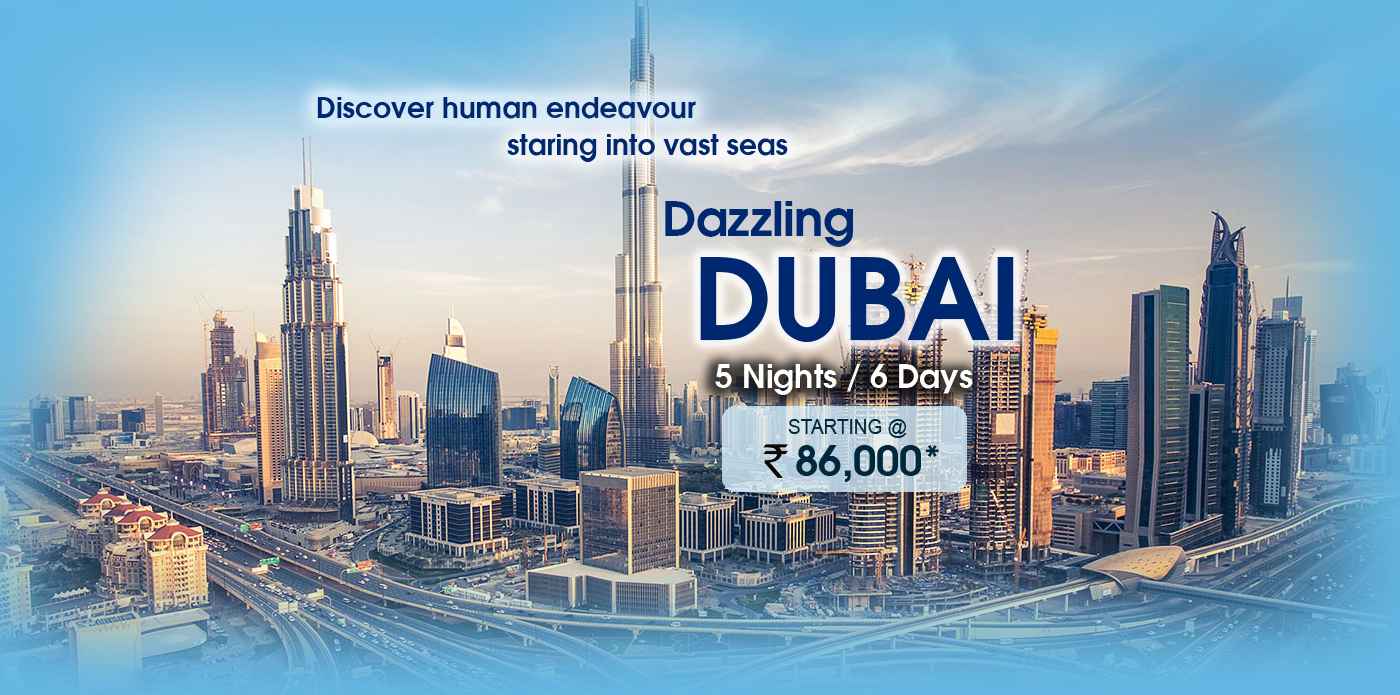 Discover human endeavour
staring into vast seas
Dazzling
DUBAI
5 Nights / 6 Days
STARTING @
₹ 86,000*